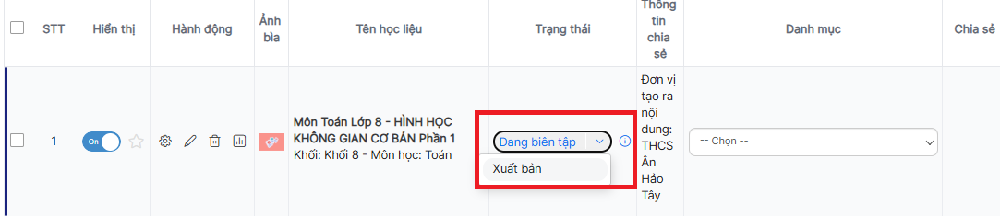 STT
Hiển thị
Hành động
Ảnh
bìa
Tên học liệu
Trạng thái
Thông
tin
chia
sẻ
Danh mục
Chia sẻ
1
On
Môn Toán Lớp 8 - HÌNH HỌC
KHÔNG GIAN CƠ BẢN Phần 1
Khối: Khối 8 - Môn học: Toán
Đang biên tập
Xuất bản
Đơn vị
tạo ra
nội
dung:
THCS
Ân
Hảo
Tây
-- Chọn --